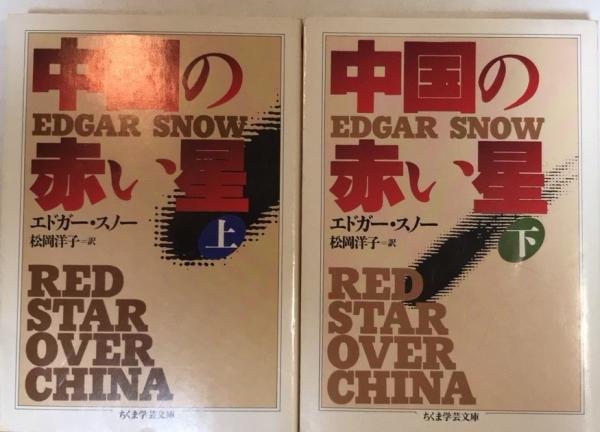 中国の
EDGAR SNOW
赤い星
エドガー・スノー
松岡洋子=訳
上
RED
STAR
OVER
CHINA
ちくま学芸文庫
中国の
EDGAR SNOW
赤い星
エドガー・スノー
松岡洋子=訳
下
RED
STAR
OVER
CHINA
ちくま学芸文庫